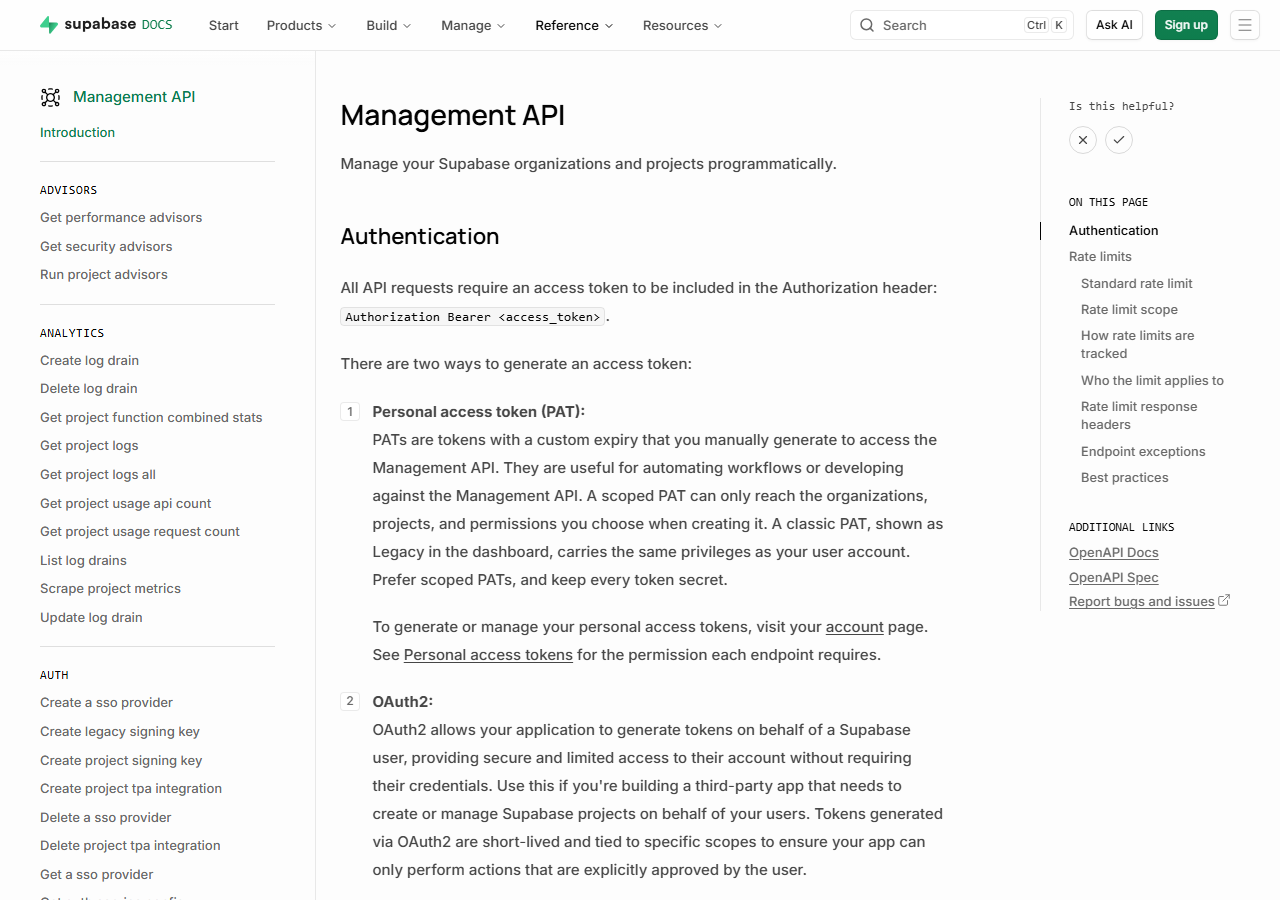 supabase DOCS
Start
Products
Build
Manage
Reference
Resources
Search
Ctrl K
Ask AI
Sign up
Management API
Introduction
ADVISORS
Get performance advisors
Get security advisors
Run project advisors
ANALYTICS
Create log drain
Delete log drain
Get project function combined stats
Get project logs
Get project logs all
Get project usage api count
Get project usage request count
List log drains
Scrape project metrics
Update log drain
AUTH
Create a sso provider
Create legacy signing key
Create project signing key
Create project tpa integration
Delete a sso provider
Delete project tpa integration
Get a sso provider
Management API
Manage your Supabase organizations and projects programmatically.
Authentication
All API requests require an access token to be included in the Authorization header:
Authorization Bearer <access_token>.
There are two ways to generate an access token:
1 Personal access token (PAT):
PATs are tokens with a custom expiry that you manually generate to access the
Management API. They are useful for automating workflows or developing
against the Management API. A scoped PAT can only reach the organizations,
projects, and permissions you choose when creating it. A classic PAT, shown as
Legacy in the dashboard, carries the same privileges as your user account.
Prefer scoped PATs, and keep every token secret.
To generate or manage your personal access tokens, visit your account page.
See Personal access tokens for the permission each endpoint requires.
2 OAuth2:
OAuth2 allows your application to generate tokens on behalf of a Supabase
user, providing secure and limited access to their account without requiring
their credentials. Use this if you're building a third-party app that needs to
create or manage Supabase projects on behalf of your users. Tokens generated
via OAuth2 are short-lived and tied to specific scopes to ensure your app can
only perform actions that are explicitly approved by the user.
Is this helpful?
ON THIS PAGE
Authentication
Rate limits
Standard rate limit
Rate limit scope
How rate limits are
tracked
Who the limit applies to
Rate limit response
headers
Endpoint exceptions
Best practices
ADDITIONAL LINKS
OpenAPI Docs
OpenAPI Spec
Report bugs and issues